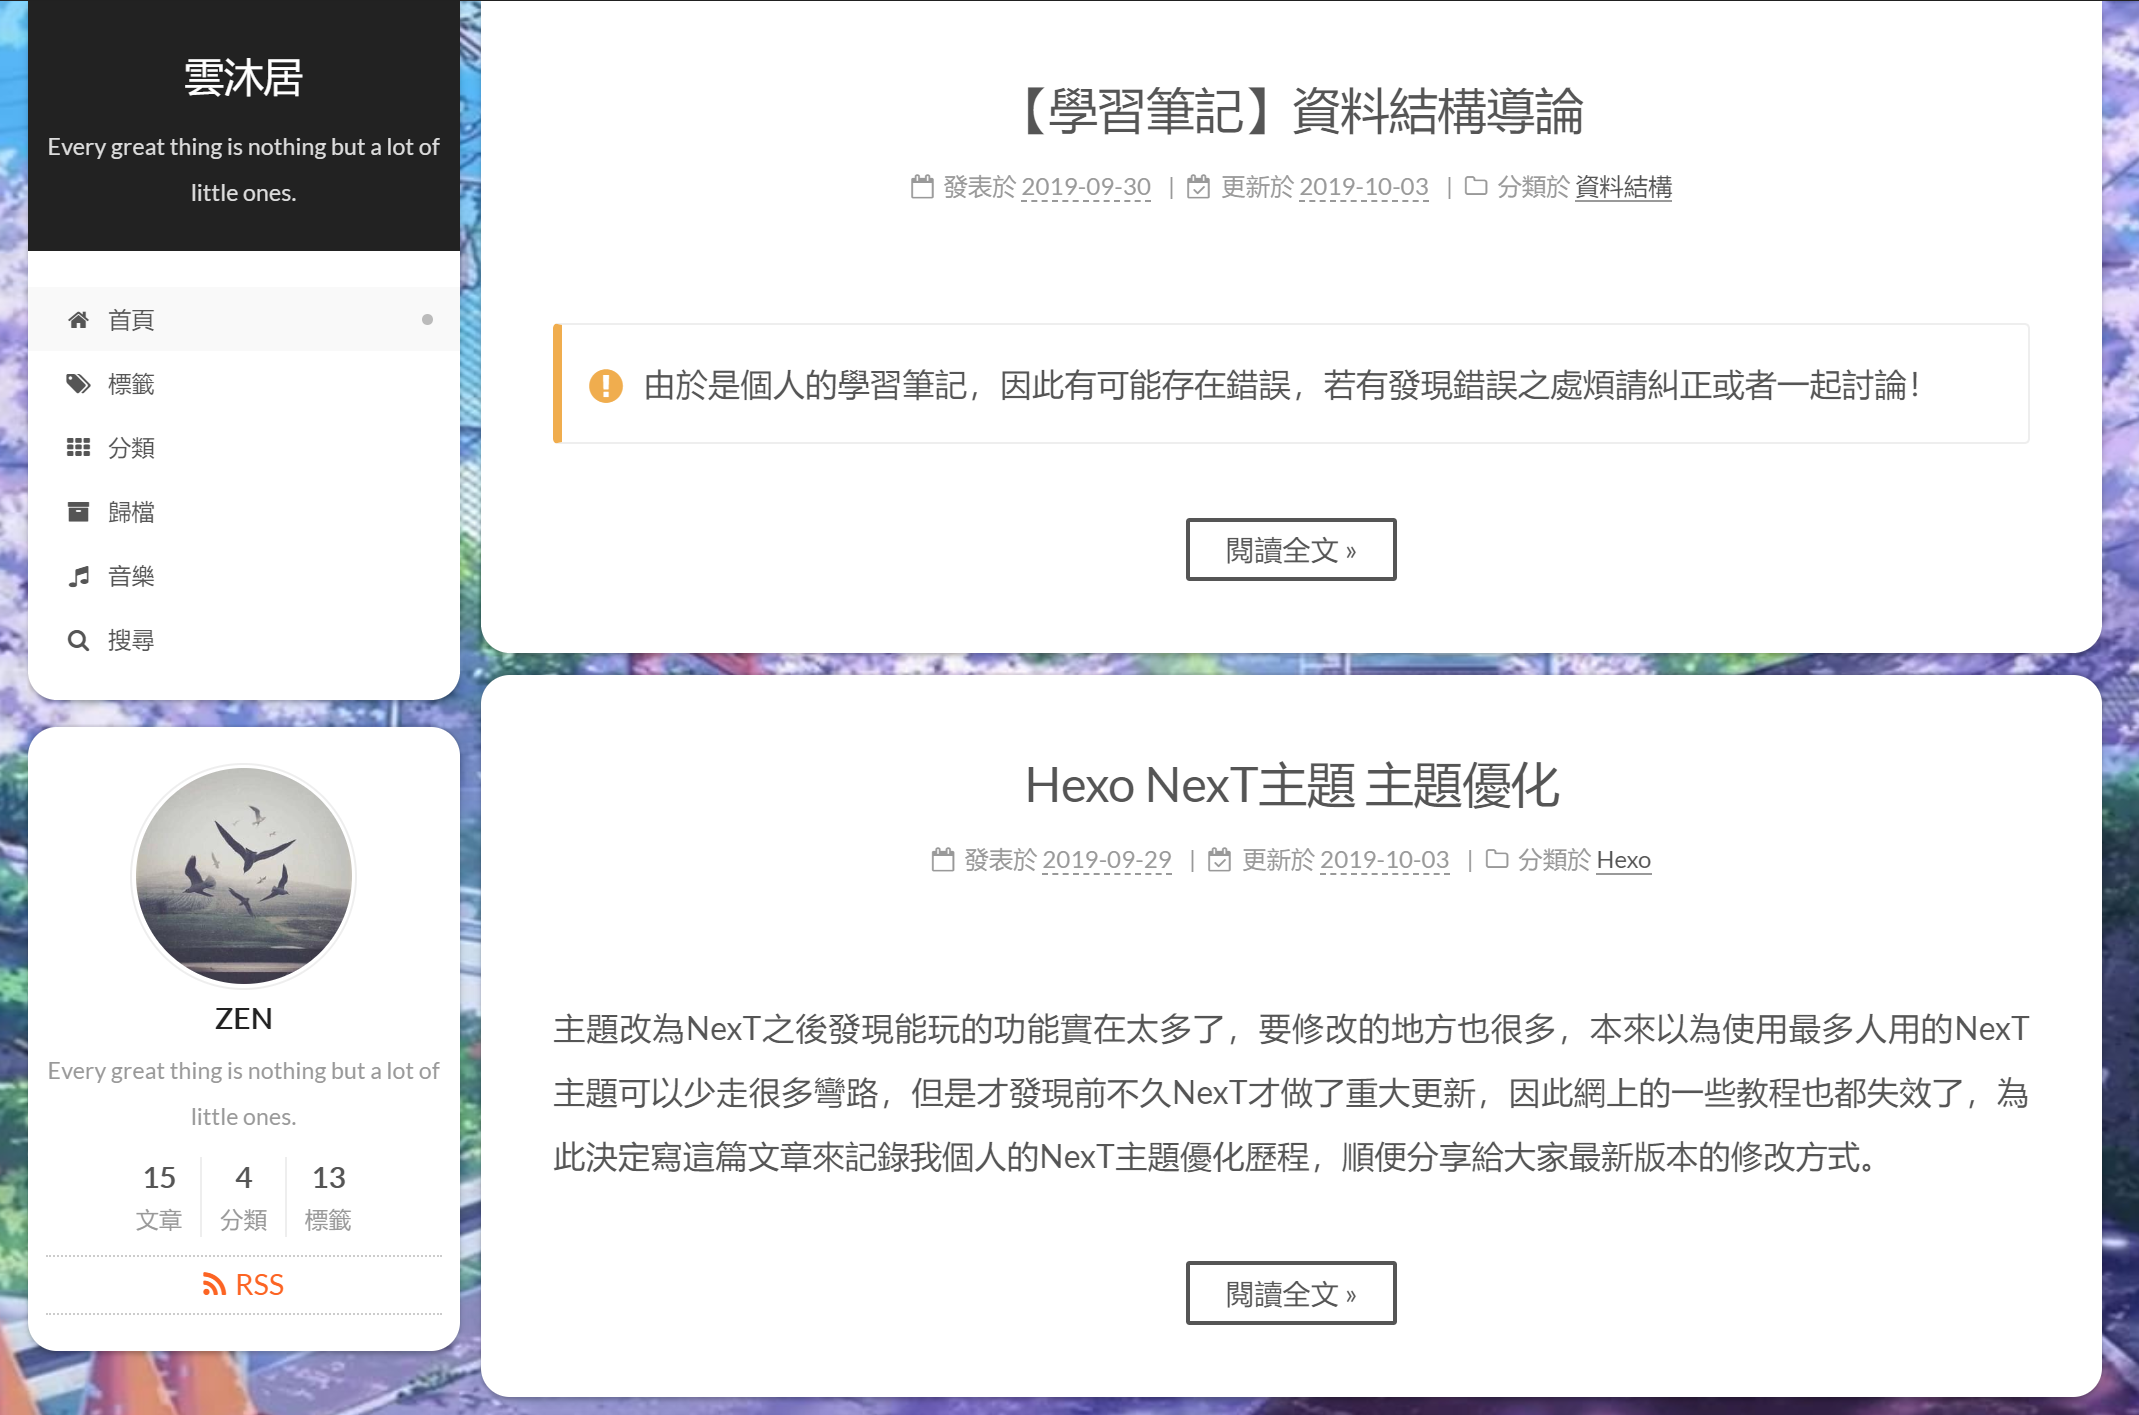 雲沐居
Every great thing is nothing but a lot of
little ones.
首頁
標籤
分類
歸檔
音樂
搜尋
ZEN
Every great thing is nothing but a lot of
little ones.
15 4 13
文章 分類 標籤
RSS
【學習筆記】資料結構導論
發表於 2019-09-30 | 更新於 2019-10-03 | 分類於 資料結構
由於是個人的學習筆記，因此有可能存在錯誤，若有發現錯誤之處煩請糾正或者一起討論！
閱讀全文 »
Hexo NexT主題 主題優化
發表於 2019-09-29 | 更新於 2019-10-03 | 分類於 Hexo
主題改為NexT之後發現能玩的功能實在太多了，要修改的地方也很多，本來以為使用最多人用的NexT
主題可以少走很多彎路，但是才發現前不久NexT才做了重大更新，因此網上的一些教程也都失效了，為
此決定寫這篇文章來記錄我個人的NexT主題優化歷程，順便分享給大家最新版本的修改方式。
閱讀全文 »